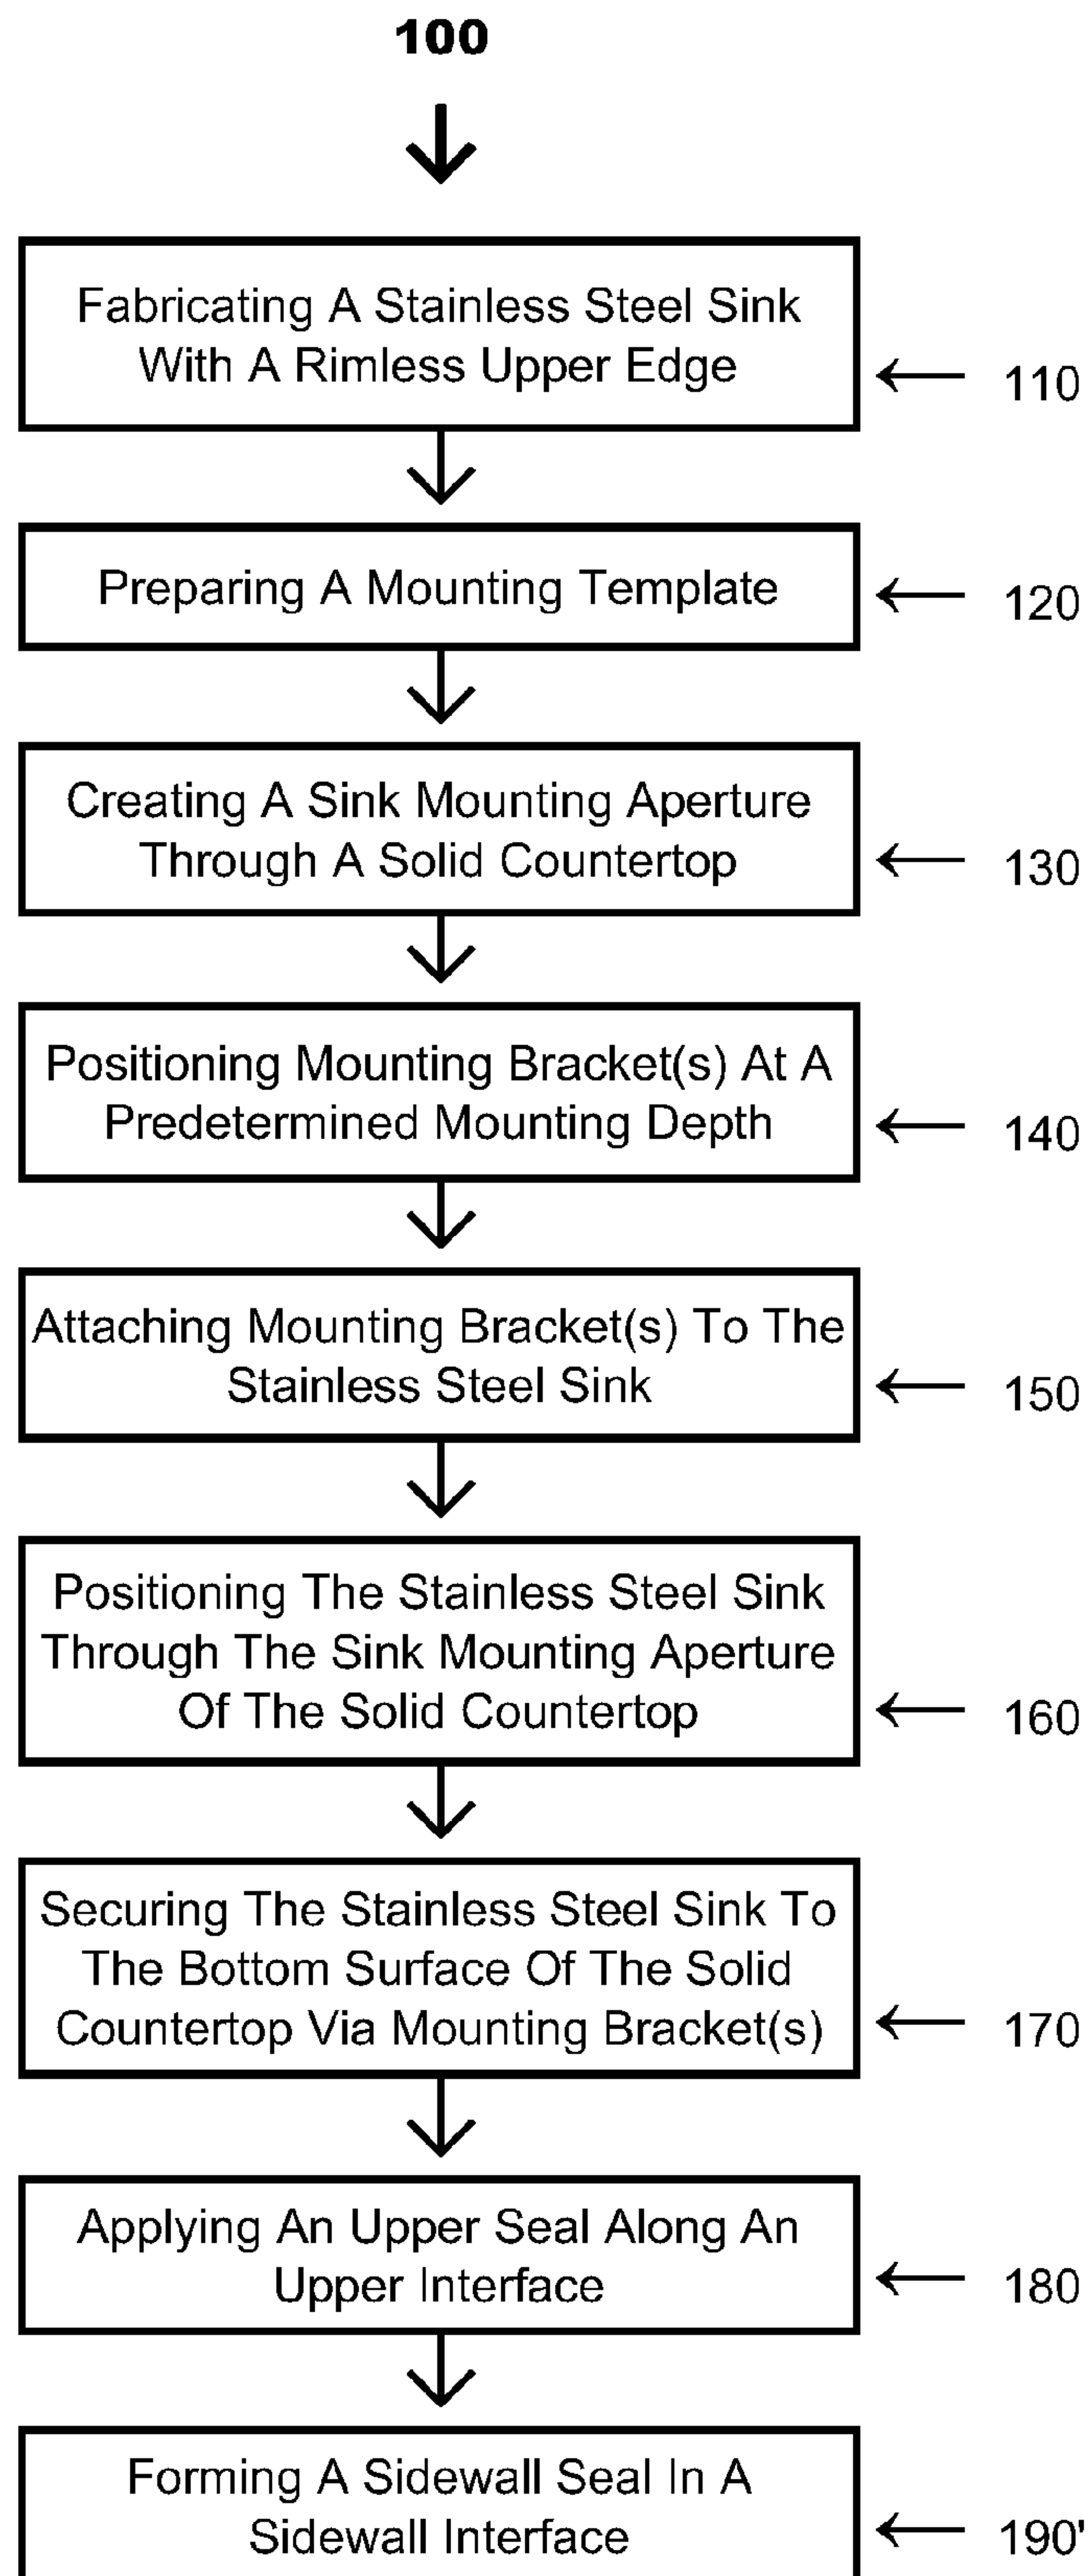 100
Fabricating A Stainless Steel Sink
With A Rimless Upper Edge
110
Preparing A Mounting Template
120
Creating A Sink Mounting Aperture
Through A Solid Countertop
130
Positioning Mounting Bracket(s) At A
Predetermined Mounting Depth
140
Attaching Mounting Bracket(s) To The
Stainless Steel Sink
150
Positioning The Stainless Steel Sink
Through The Sink Mounting Aperture
Of The Solid Countertop
160
Securing The Stainless Steel Sink To
The Bottom Surface Of The Solid
Countertop Via Mounting Bracket(s)
170
Applying An Upper Seal Along An
Upper Interface
180
Forming A Sidewall Seal In A
Sidewall Interface
190'